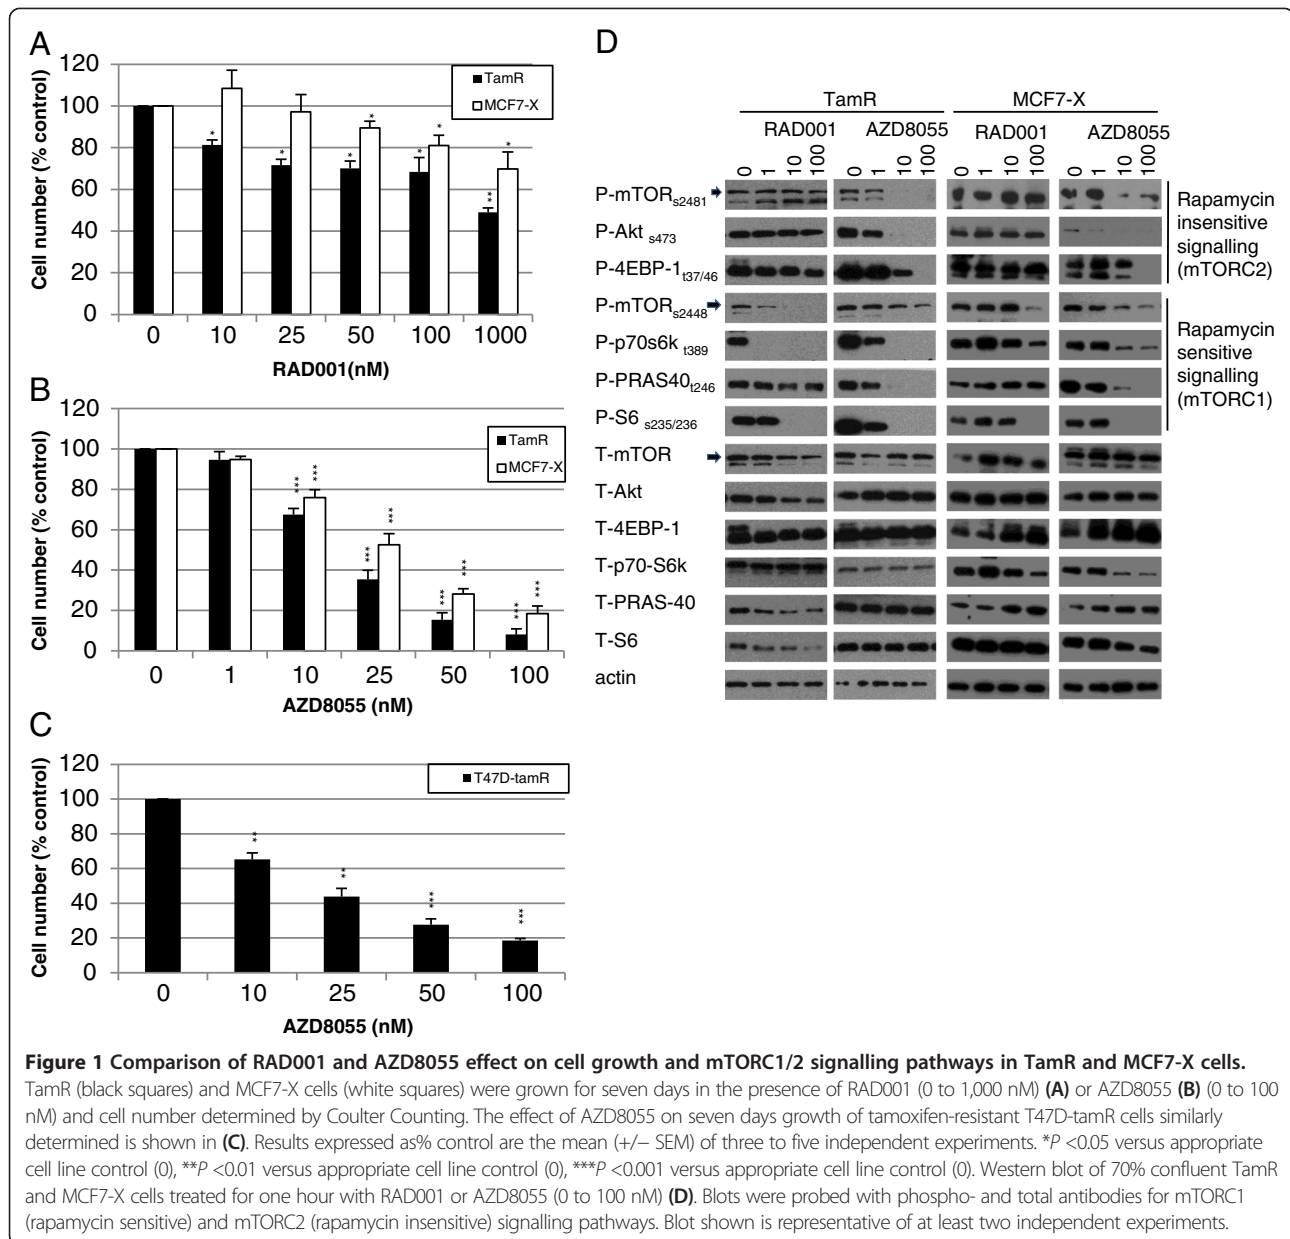 A
120
100
80
60
40
20
0
Cell number (% control)
TamR
MCF7-X
* * * * * * ** *
0 10 25 50 100 1000
RAD001(nM)
B
120
100
80
60
40
20
0
Cell number (% control)
TamR
MCF7-X
*** *** *** *** *** *** *** ***
0 1 10 25 50 100
AZD8055 (nM)
C
120
100
80
60
40
20
0
Cell number (% control)
T47D-tamR
** ** *** ***
0 10 25 50 100
AZD8055 (nM)
D
TamR MCF7-X
RAD001 AZD8055 RAD001 AZD8055
0 1 10 100 0 1 10 100 0 1 10 100 0 1 10 100
P-mTORs2481
P-Akt s473
P-4EBP-1t37/46
P-mTORs2448
P-p70s6k t389
P-PRAS40t246
P-S6 s235/236
T-mTOR
T-Akt
T-4EBP-1
T-p70-S6k
T-PRAS-40
T-S6
actin
Rapamycin
insensitive
signalling
(mTORC2)
Rapamycin
sensitive
signalling
(mTORC1)
Figure 1 Comparison of RAD001 and AZD8055 effect on cell growth and mTORC1/2 signalling pathways in TamR and MCF7-X cells.
TamR (black squares) and MCF7-X cells (white squares) were grown for seven days in the presence of RAD001 (0 to 1,000 nM) (A) or AZD8055 (B) (0 to 100
nM) and cell number determined by Coulter Counting. The effect of AZD8055 on seven days growth of tamoxifen-resistant T47D-tamR cells similarly
determined is shown in (C). Results expressed as% control are the mean (+/− SEM) of three to five independent experiments. *P <0.05 versus appropriate
cell line control (0), **P <0.01 versus appropriate cell line control (0), ***P <0.001 versus appropriate cell line control (0). Western blot of 70% confluent TamR
and MCF7-X cells treated for one hour with RAD001 or AZD8055 (0 to 100 nM) (D). Blots were probed with phospho- and total antibodies for mTORC1
(rapamycin sensitive) and mTORC2 (rapamycin insensitive) signalling pathways. Blot shown is representative of at least two independent experiments.